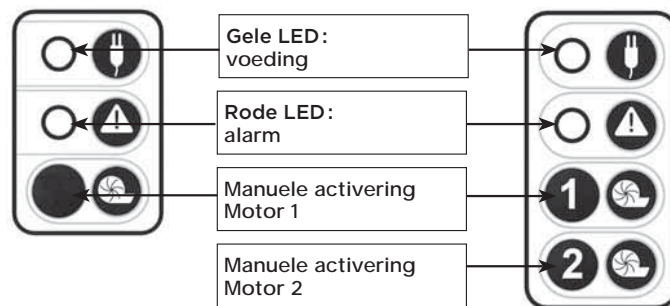 Gele LED:
voeding
Rode LED:
alarm
Manuele activering
Motor 1
Manuele activering
Motor 2
1
2